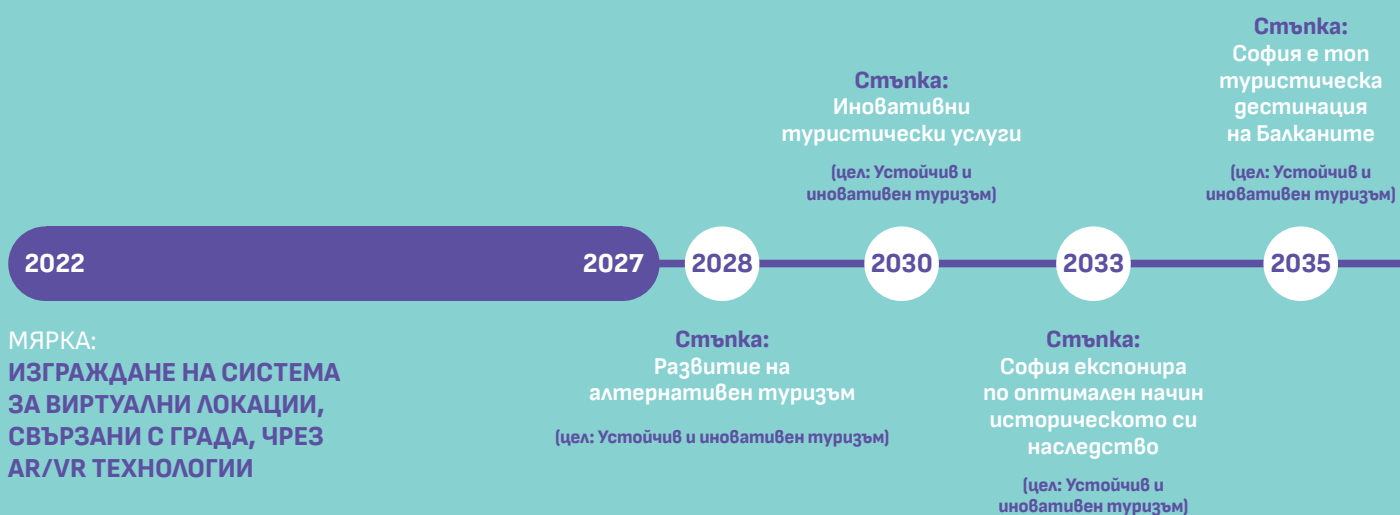 Стъпка:
София е топ
туристическа
дестинация
на Балканите
(цел: Устойчив и
иновативен туризъм)
Стъпка:
Иновативни
туристически услуги
(цел: Устойчив и
иновативен туризъм)
2022
2027
2028
2030
2033
2035
МЯРКА:
ИЗГРАЖДАНЕ НА СИСТЕМА
ЗА ВИРТУАЛНИ ЛОКАЦИИ,
СВЪРЗАНИ С ГРАДА, ЧРЕЗ
AR/VR ТЕХНОЛОГИИ
Стъпка:
Развитие на
алтернативен туризъм
(цел: Устойчив и иновативен туризъм)
Стъпка:
София експонира
по оптимален начин
историческото си
наследство
(цел: Устойчив и
иновативен туризъм)